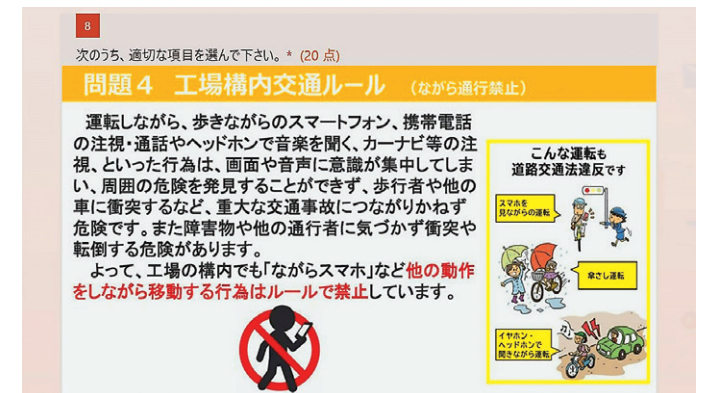 8
次のうち、適切な項目を選んで下さい。* (20 点)
問題4 工場構内交通ルール (ながら通行禁止)
運転しながら、歩きながらのスマートフォン、携帯電話
の注視・通話やヘッドホンで音楽を聞く、カーナビ等の注
視、といった行為は、画面や音声に意識が集中してしま
い、周囲の危険を発見することができず、歩行者や他の
車に衝突するなど、重大な交通事故につながりかねず
危険です。また障害物や他の通行者に気づかず衝突や
転倒する危険があります。
よって、工場の構内でも「ながらスマホ」など他の動作
をしながら移動する行為はルールで禁止しています。
こんな運転も
道路交通法違反です
スマホを
見ながらの運転
傘さし運転
イヤホン・
ヘッドホンで
聞きながら運転